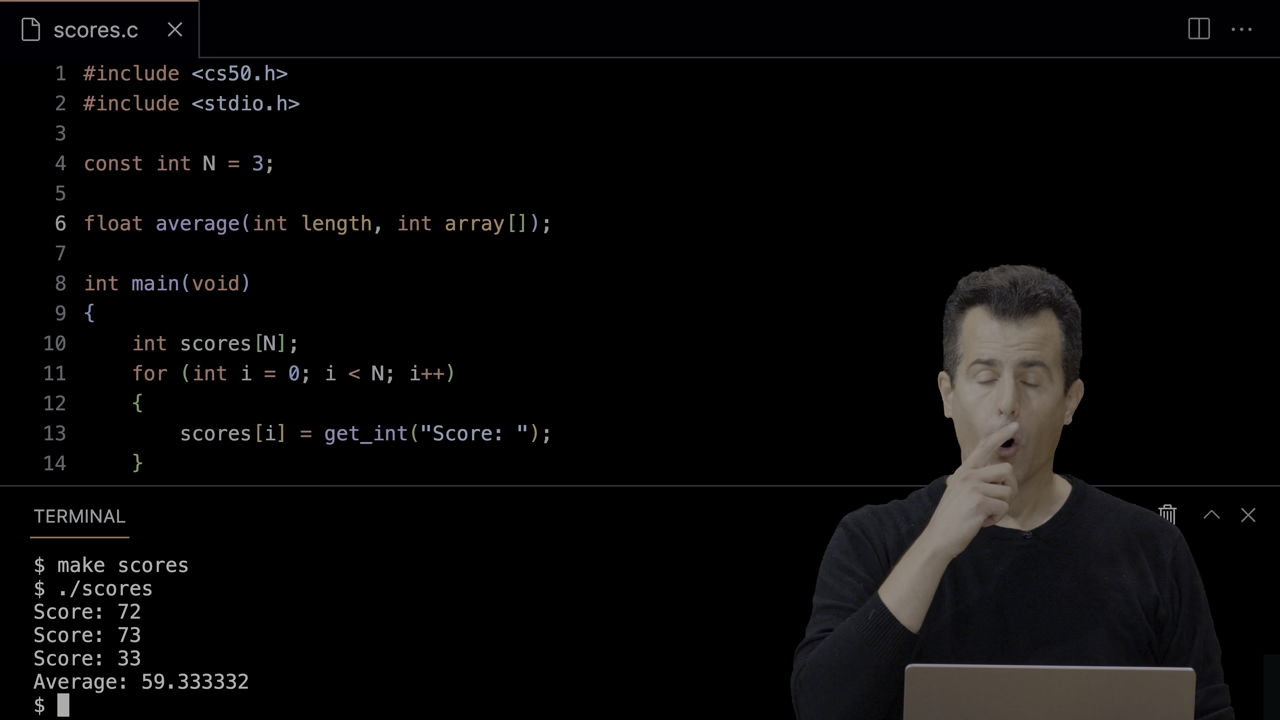 scores.c
1 #include <cs50.h>
2 #include <stdio.h>
3
4 const int N = 3;
5
6 float average(int length, int array[]);
7
8 int main(void)
9 {
10     int scores[N];
11     for (int i = 0; i < N; i++)
12     {
13         scores[i] = get_int("Score: ");
14     }
TERMINAL
$ make scores
$ ./scores
Score: 72
Score: 73
Score: 33
Average: 59.333332
$